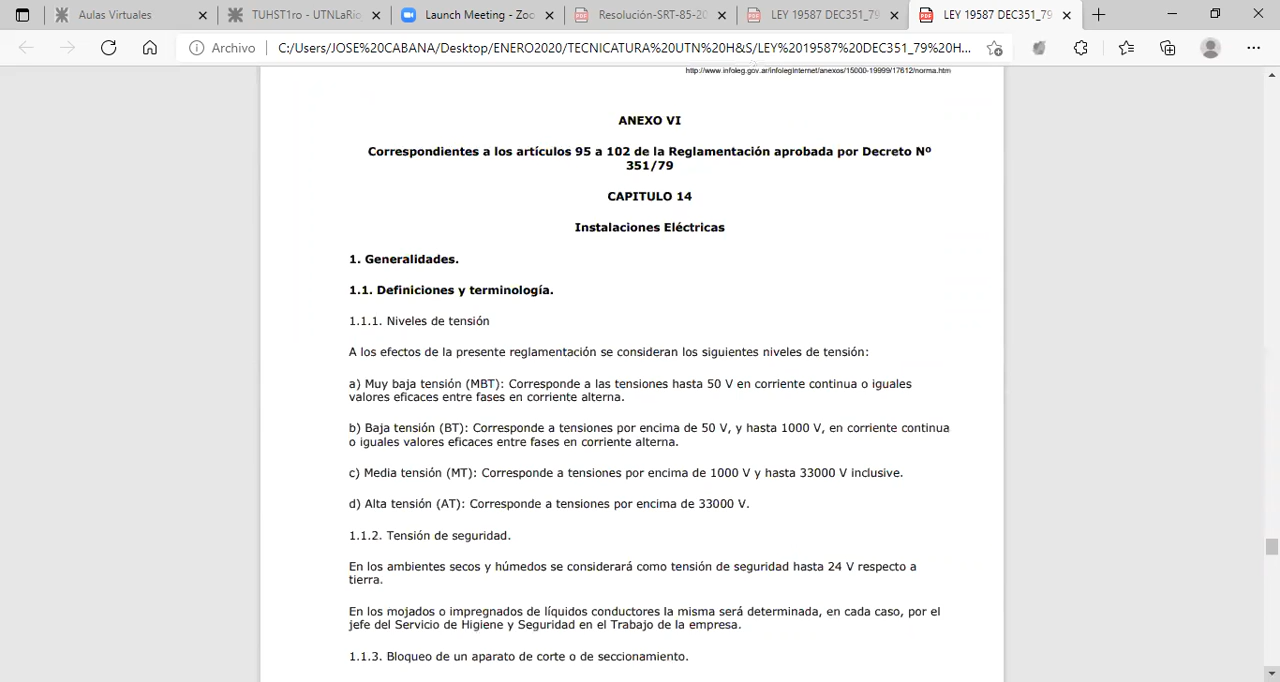 Aulas Virtuales
TUHST1ro - UTNLaRio
Launch Meeting - Zoo
Resolución-SRT-85-20
LEY 19587 DEC351_79
LEY 19587 DEC351_79
Archivo
C:/Users/JOSE%20CABANA/Desktop/ENERO2020/TECNICATURA%20UTN%20H&S/LEY%2019587%20DEC351_79%20H...
http://www.infoleg.gov.ar/infolegInternet/anexos/15000-19999/17612/norma.htm
ANEXO VI
Correspondientes a los artículos 95 a 102 de la Reglamentación aprobada por Decreto Nº
351/79
CAPITULO 14
Instalaciones Eléctricas
1. Generalidades.
1.1. Definiciones y terminología.
1.1.1. Niveles de tensión
A los efectos de la presente reglamentación se consideran los siguientes niveles de tensión:
a) Muy baja tensión (MBT): Corresponde a las tensiones hasta 50 V en corriente continua o iguales
valores eficaces entre fases en corriente alterna.
b) Baja tensión (BT): Corresponde a tensiones por encima de 50 V, y hasta 1000 V, en corriente continua
o iguales valores eficaces entre fases en corriente alterna.
c) Media tensión (MT): Corresponde a tensiones por encima de 1000 V y hasta 33000 V inclusive.
d) Alta tensión (AT): Corresponde a tensiones por encima de 33000 V.
1.1.2. Tensión de seguridad.
En los ambientes secos y húmedos se considerará como tensión de seguridad hasta 24 V respecto a
tierra.
En los mojados o impregnados de líquidos conductores la misma será determinada, en cada caso, por el
jefe del Servicio de Higiene y Seguridad en el Trabajo de la empresa.
1.1.3. Bloqueo de un aparato de corte o de seccionamiento.